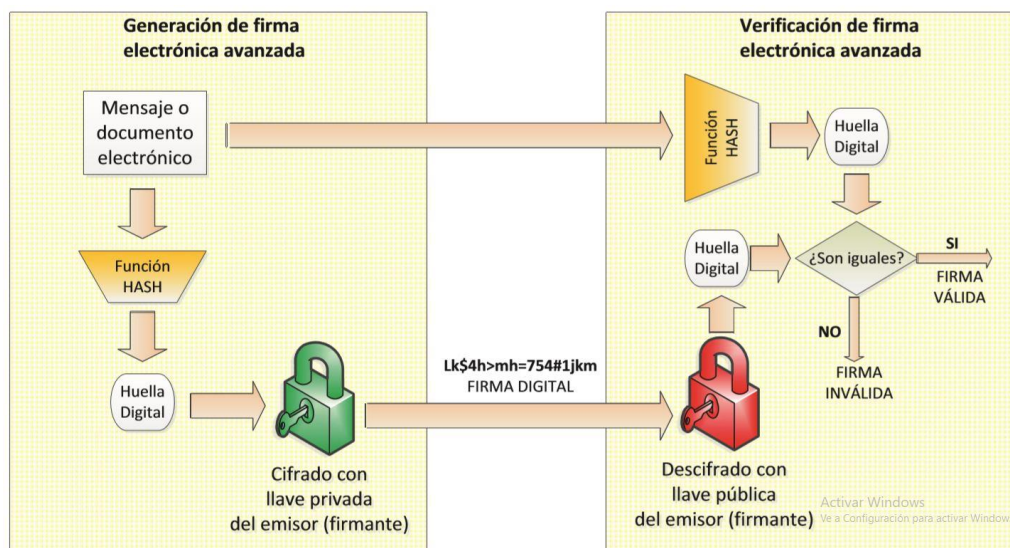 Generación de firma
electrónica avanzada
Mensaje o
documento
electrónico
Función
HASH
Huella
Digital
Cifrado con
llave privada
del emisor (firmante)
Lk$4h>mh=754#1jkm
FIRMA DIGITAL
Verificación de firma
electrónica avanzada
Función
HASH
Huella
Digital
Huella
Digital
¿Son iguales?
SI
FIRMA
VÁLIDA
NO
FIRMA
INVÁLIDA
Descifrado con
llave pública
del emisor (firmante)
Activar Windows
Ve a Configuración para activar Window